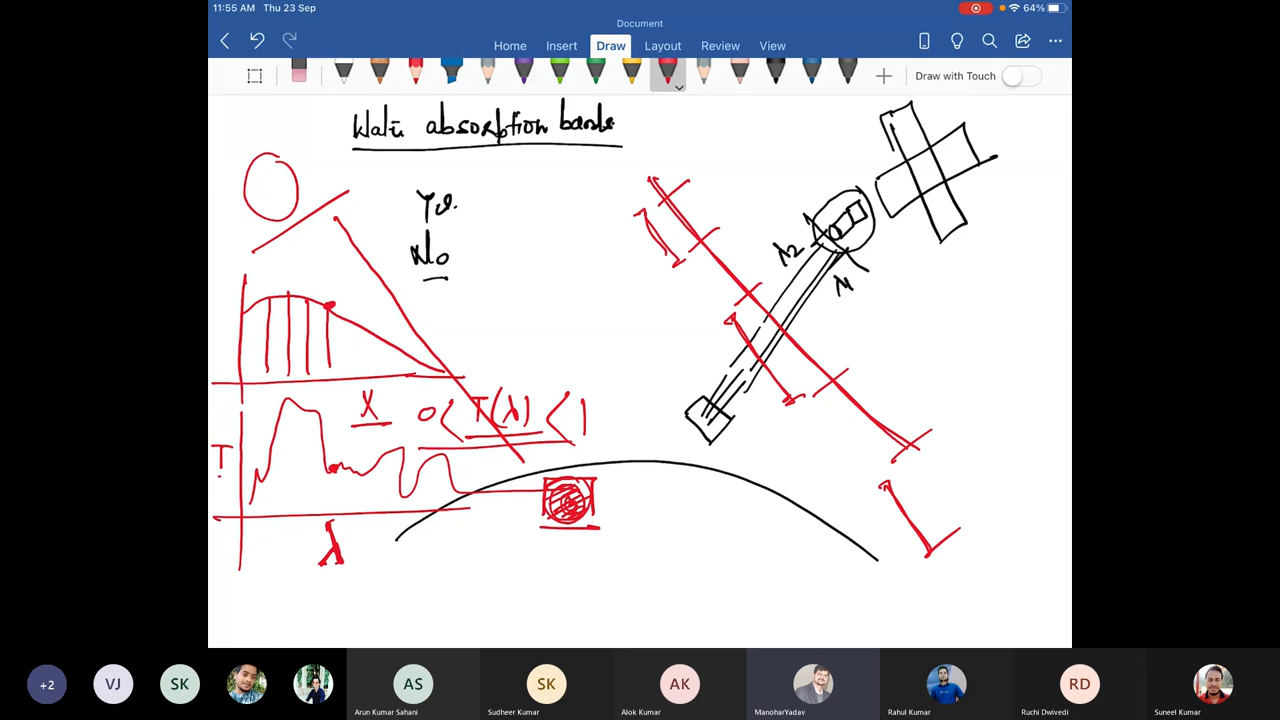 11:55 AM Thu 23 Sep
64%
Document
Home Insert Draw Layout Review View
Draw with Touch
absorption bands
No
λ2
λ1
X 0 < T(λ) < 1
T
λ
+2 VJ SK AS SK AK RD
Arun Kumar Sahani Sudheer Kumar Alok Kumar ManoharYadav Rahul Kumar Ruchi Dwivedi Suneel Kumar